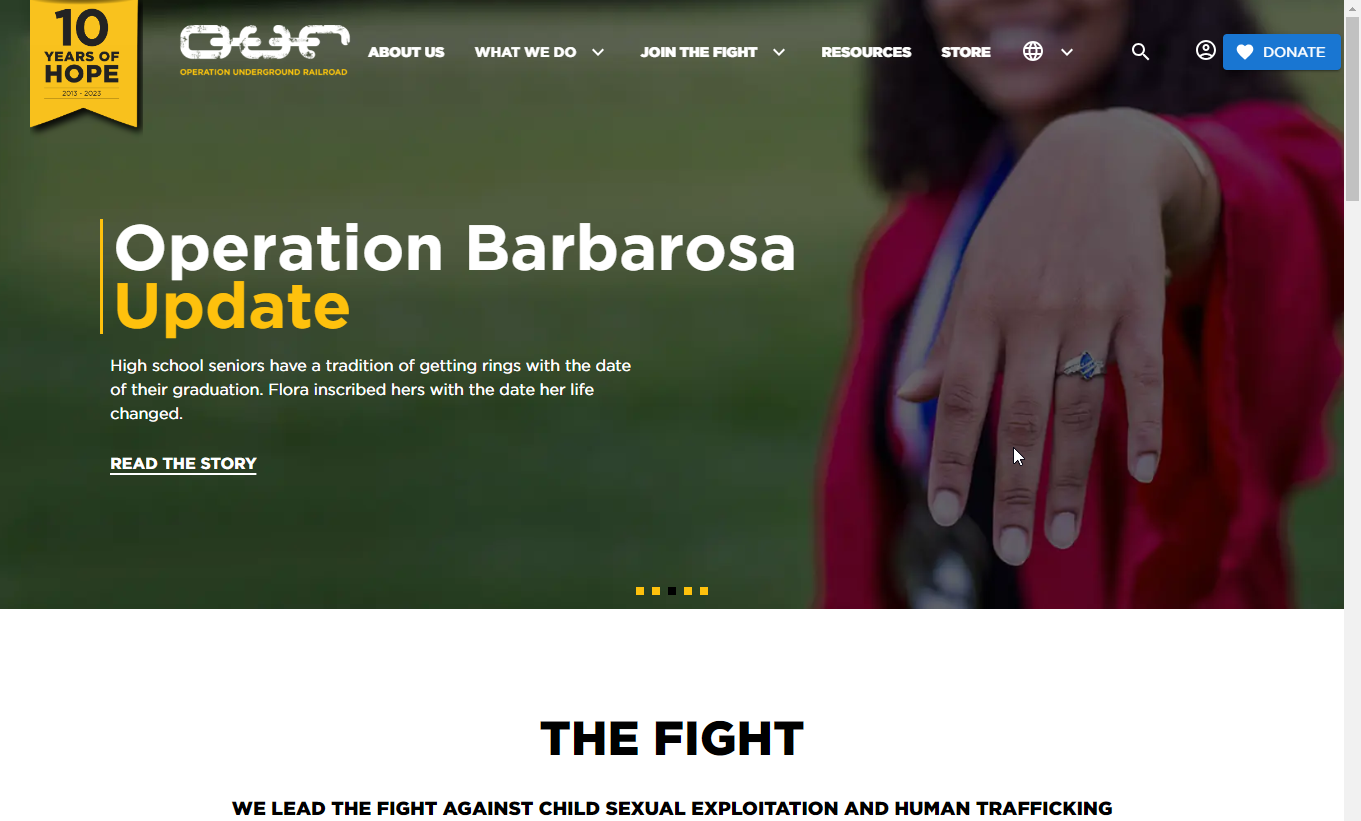 10
YEARS OF
HOPE
2013 - 2023
OUR
OPERATION UNDERGROUND RAILROAD
ABOUT US WHAT WE DO JOIN THE FIGHT RESOURCES STORE DONATE
Operation Barbarosa
Update
High school seniors have a tradition of getting rings with the date
of their graduation. Flora inscribed hers with the date her life
changed.
READ THE STORY
THE FIGHT
WE LEAD THE FIGHT AGAINST CHILD SEXUAL EXPLOITATION AND HUMAN TRAFFICKING